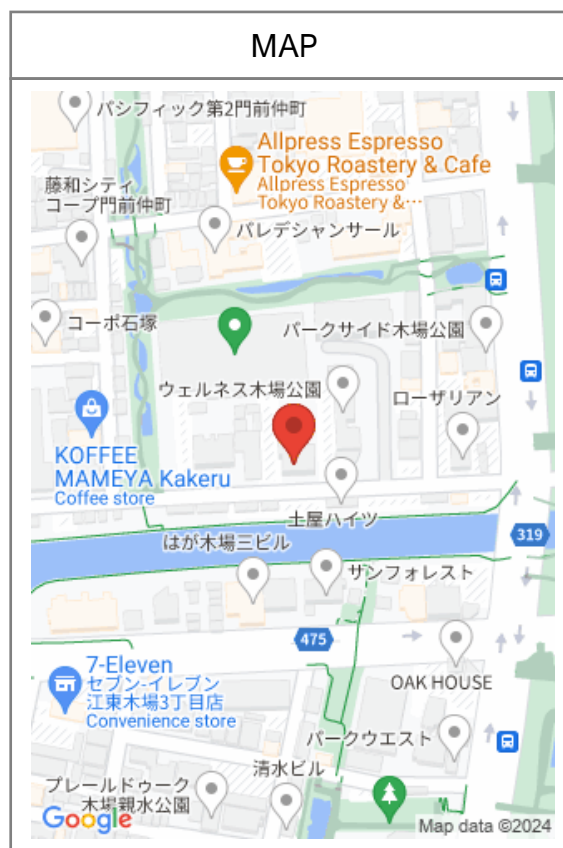 MAP
パシフィック第2門前仲町
Allpress Espresso
Tokyo Roastery & Cafe
Allpress Espresso
Tokyo Roastery &…
藤和シティ
コープ門前仲町
パレデシャンサール
コーポ石塚
パークサイド木場公園
ウェルネス木場公園
ローザリアン
KOFFEE
MAMEYA Kakeru
Coffee store
土屋ハイツ
はが木場三ビル
319
サンフォレスト
475
7-Eleven
セブン-イレブン
江東木場3丁目店
Convenience store
OAK HOUSE
パークウエスト
清水ビル
プレールドゥーク
木場親水公園
Google
Map data ©2024